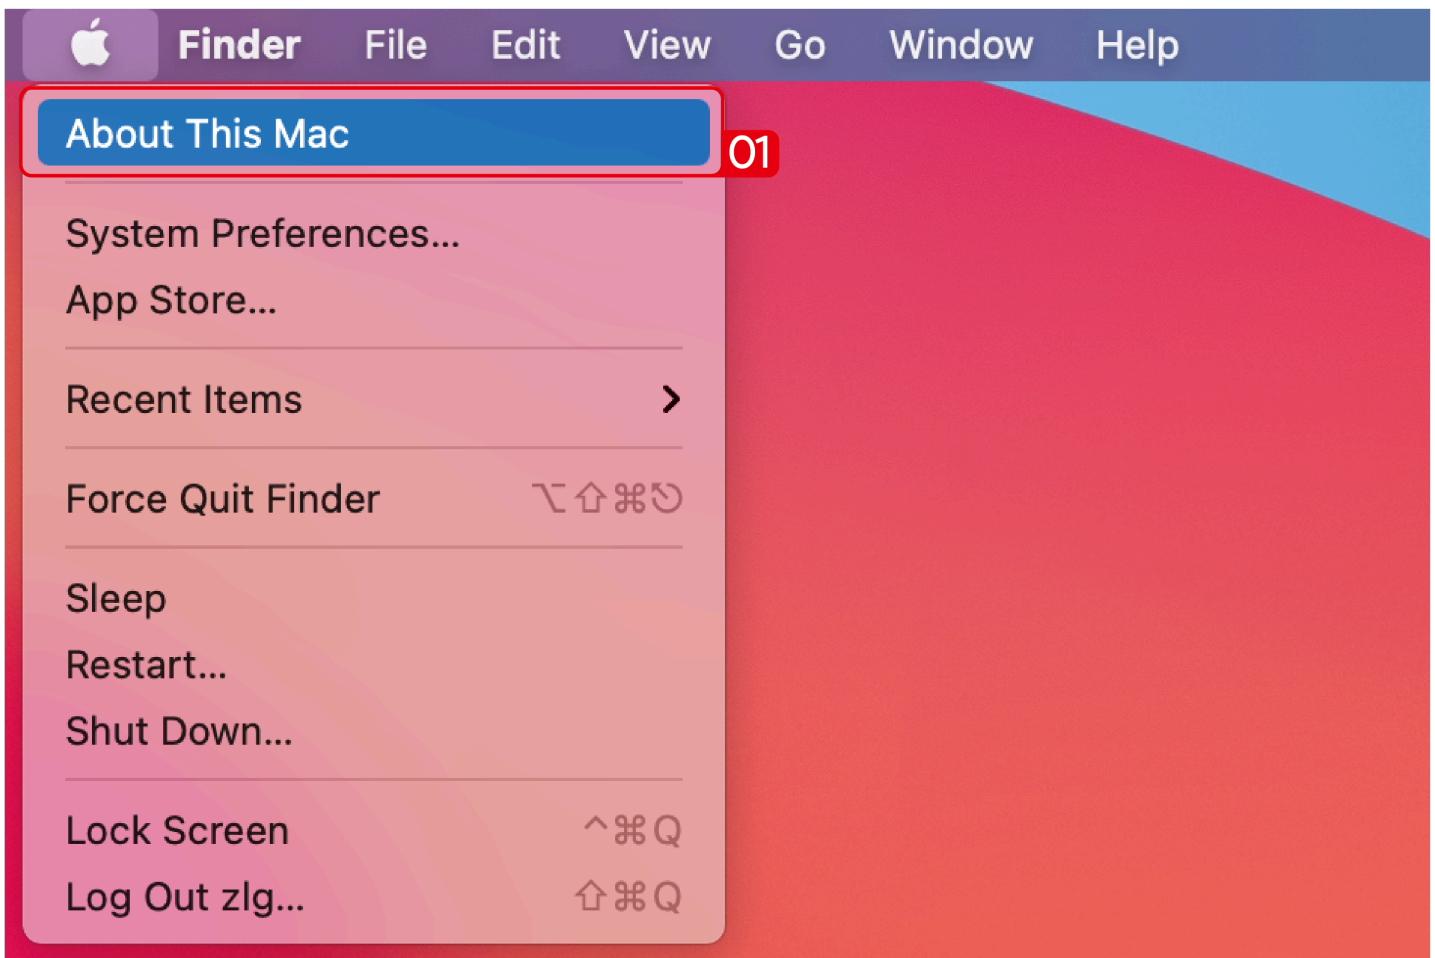 Finder File Edit View Go Window Help
About This Mac
01
System Preferences...
App Store...
Recent Items
Force Quit Finder ⌥⇧⌘⎋
Sleep
Restart...
Shut Down...
Lock Screen ^⌘Q
Log Out zlg... ⇧⌘Q